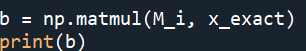 b = np.matmul(M_i, x_exact)
print(b)